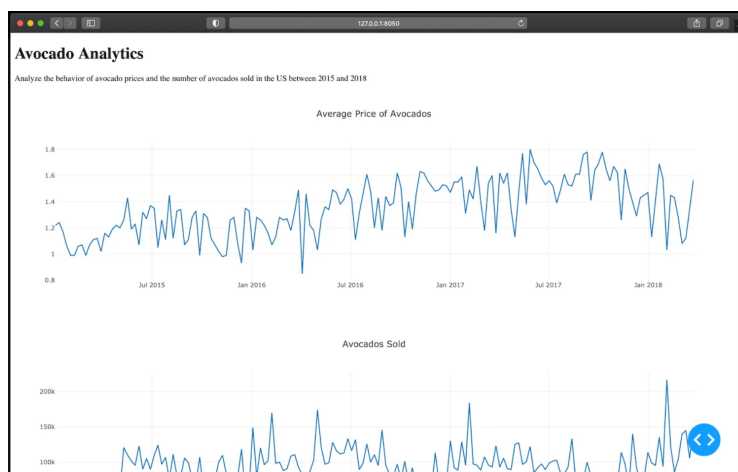 127.0.0.1:8050
Avocado Analytics
Analyze the behavior of avocado prices and the number of avocados sold in the US between 2015 and 2018
Average Price of Avocados
1.8
1.6
1.4
1.2
1
0.8
Jul 2015 Jan 2016 Jul 2016 Jan 2017 Jul 2017 Jan 2018
Avocados Sold
200k
150k
100k